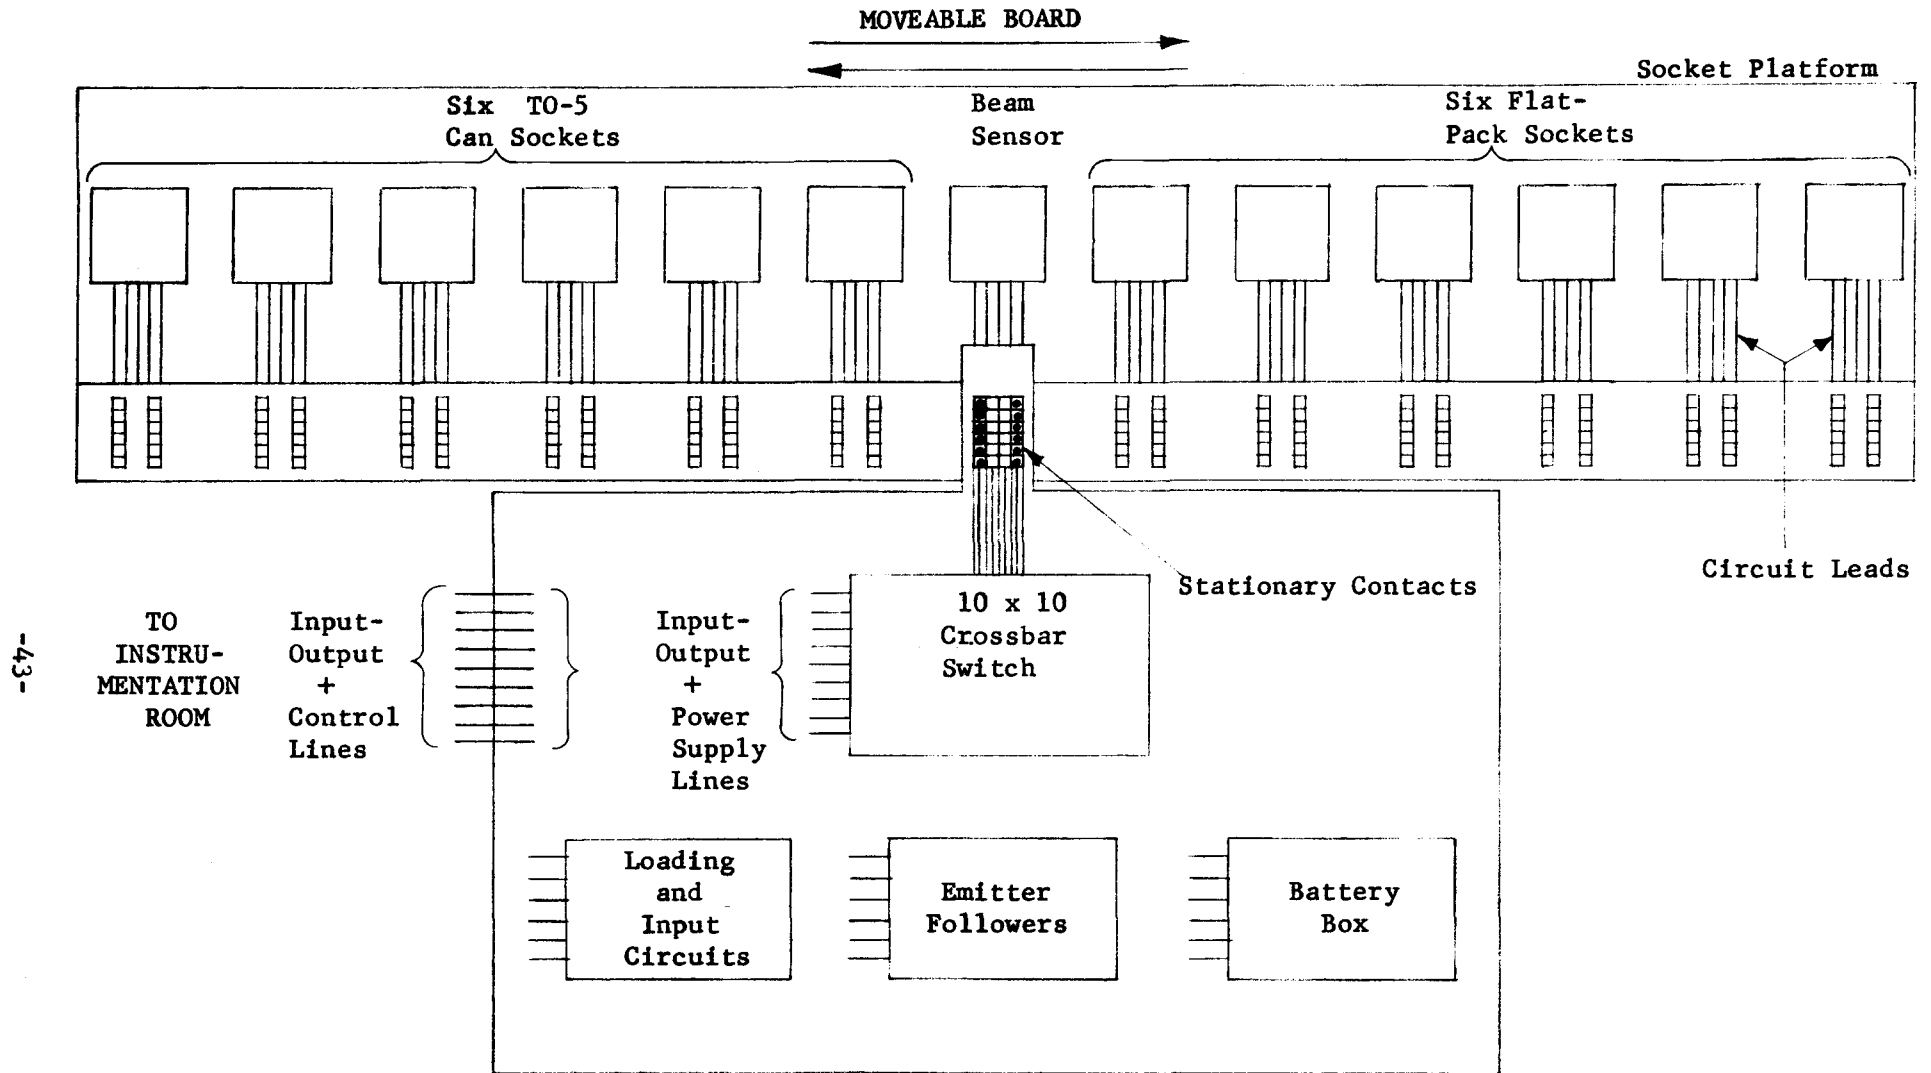 MOVEABLE BOARD
Socket Platform
Six TO-5
Can Sockets
Beam
Sensor
Six Flat-
Pack Sockets
Circuit Leads
Stationary Contacts
10 x 10
Crossbar
Switch
TO
INSTRU-
MENTATION
ROOM
Input-
Output
+
Control
Lines
Input-
Output
+
Power
Supply
Lines
Loading
and
Input
Circuits
Emitter
Followers
Battery
Box
-43-